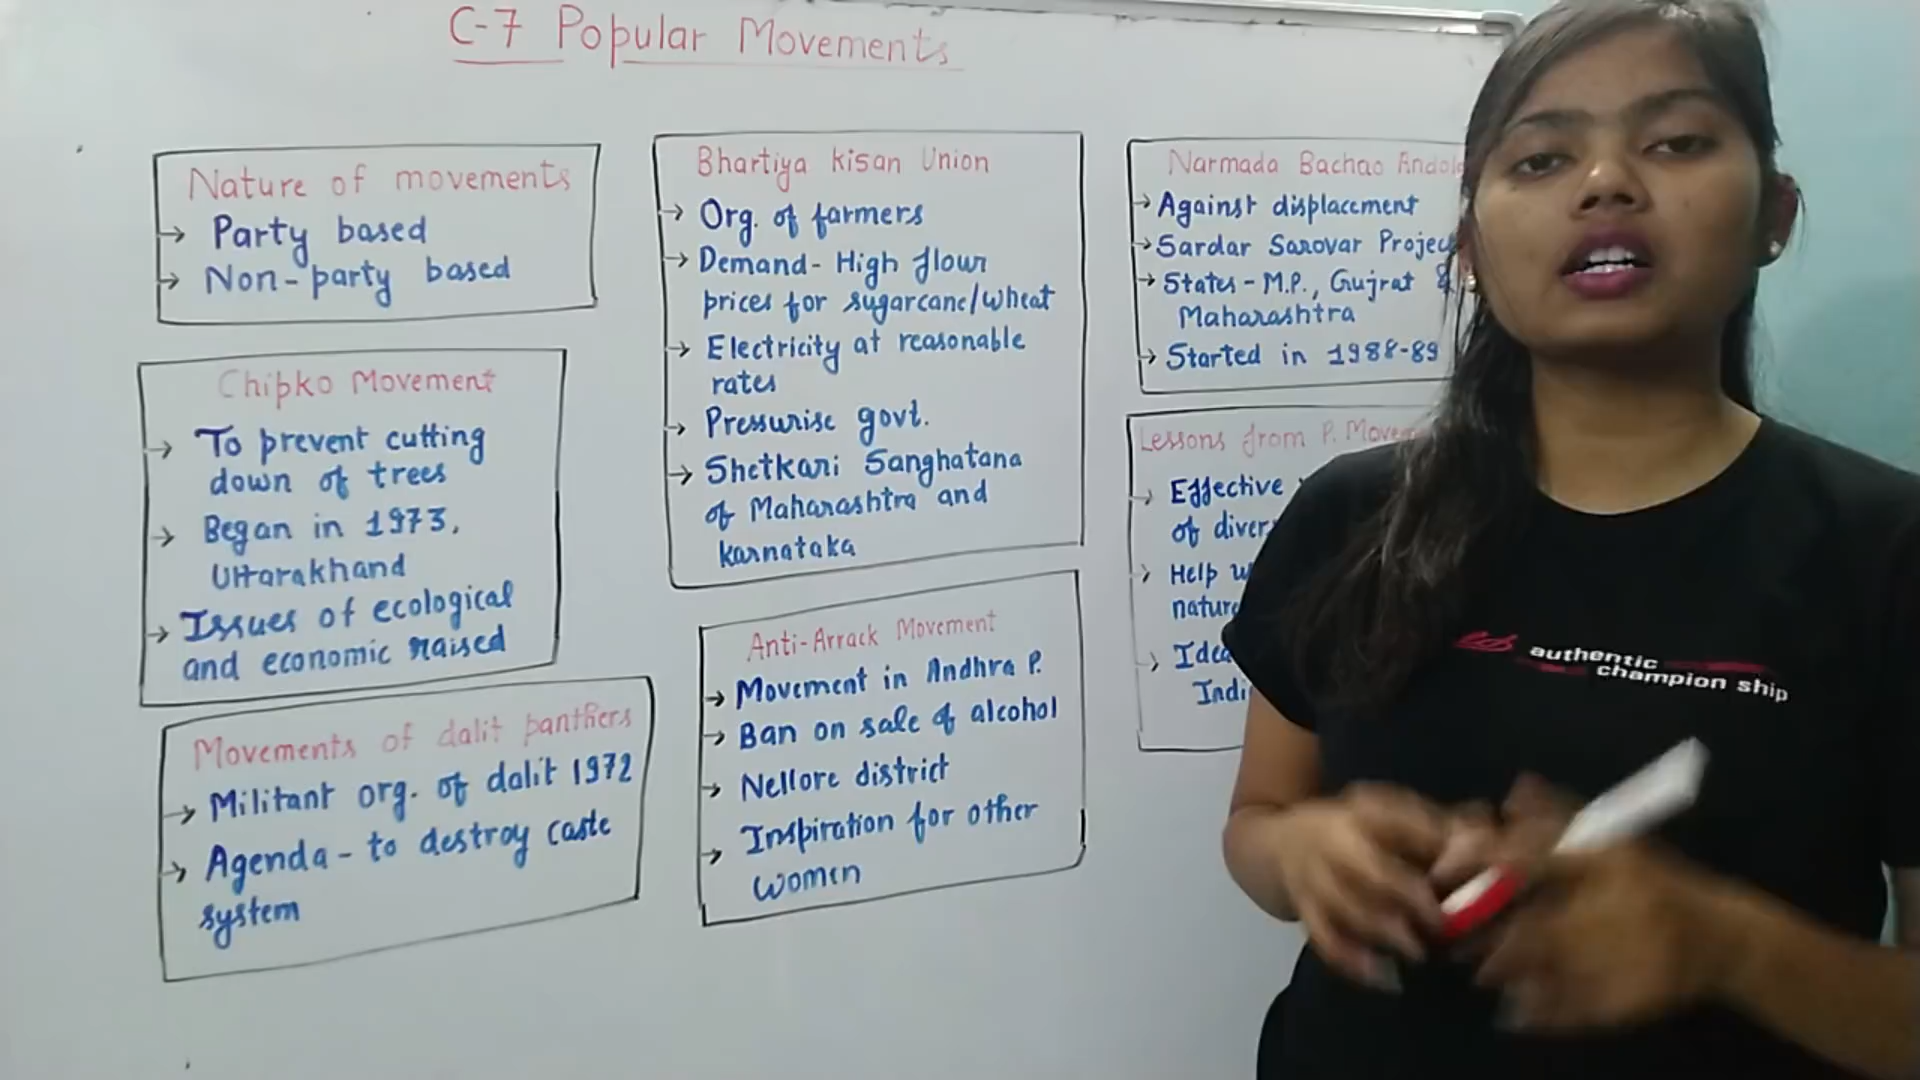 C-7 Popular Movements
Nature of movements
→ Party based
→ Non-party based
Chipko Movement
→ To prevent cutting
down of trees
→ Began in 1973,
Uttarakhand
→ Issues of ecological
and economic raised
Movements of dalit panthers
→ Militant org. of dalit 1972
→ Agenda - to destroy caste
system
Bhartiya kisan Union
→ Org. of farmers
→ Demand - High flour
prices for sugarcane/wheat
→ Electricity at reasonable
rates
→ Pressurise govt.
→ Shetkari Sanghatana
of Maharashtra and
karnataka
Anti-Arrack Movement
→ Movement in Andhra P.
→ Ban on sale of alcohol
→ Nellore district
→ Inspiration for other
women
Narmada Bachao
→ Against displacement
→ Sardar Sarovar
→ States - M.P., Gujrat &
Maharashtra
→ Started in 1988-89
Lessons from P.
→ Effective
of
→ Help
→
authentic
champion ship